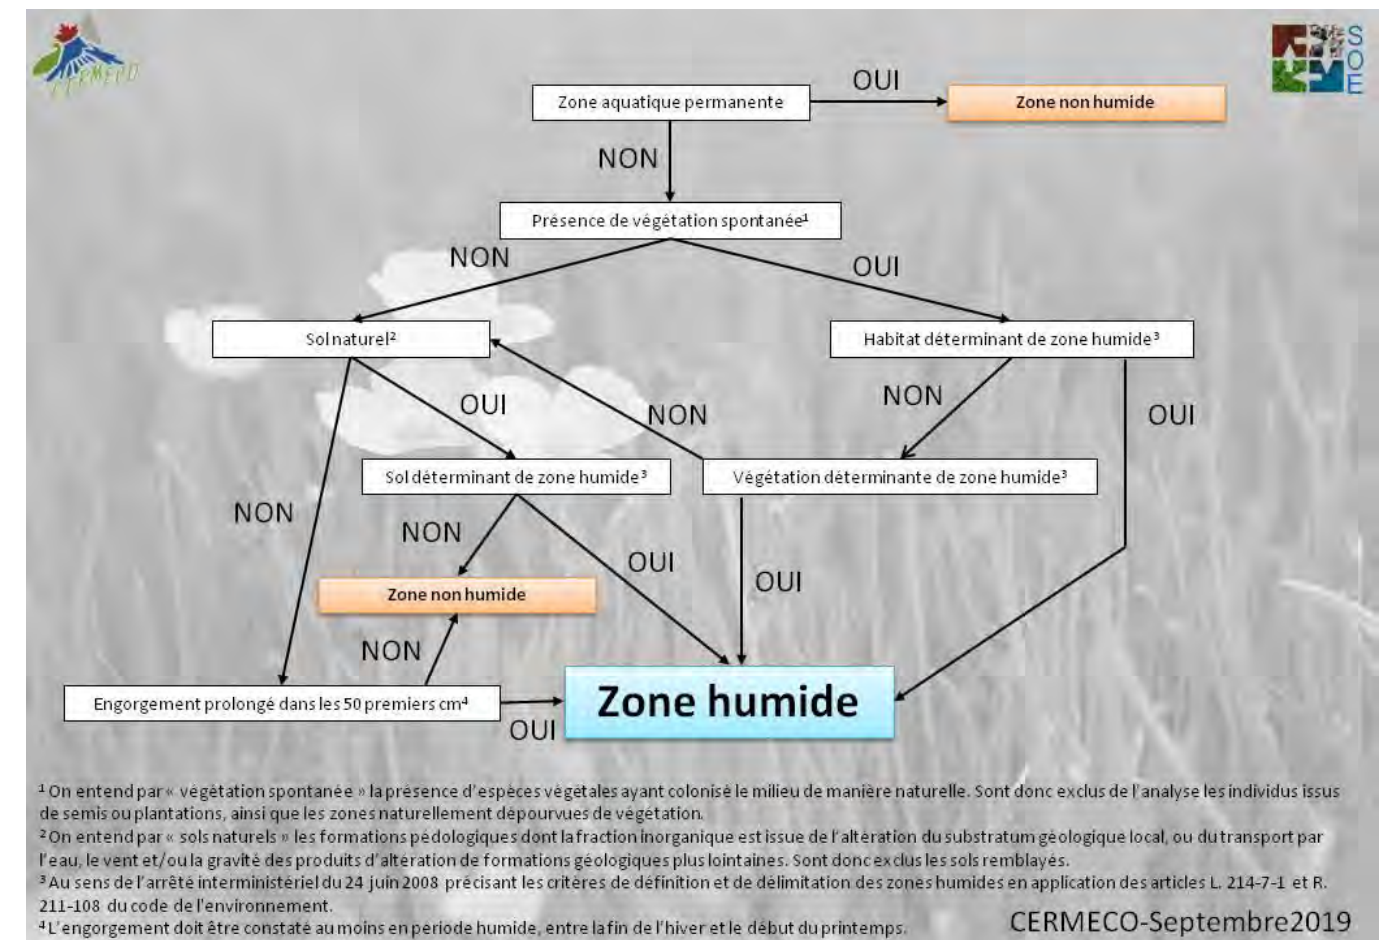 CERMECO
SOE
Zone aquatique permanente
OUI
Zone non humide
NON
Présence de végétation spontanée¹
NON
OUI
Sol naturel²
Habitat déterminant de zone humide³
OUI
NON
NON
OUI
Sol déterminant de zone humide³
Végétation déterminante de zone humide³
NON
NON
OUI
OUI
Zone non humide
NON
Engorgement prolongé dans les 50 premiers cm⁴
OUI
Zone humide
¹ On entend par « végétation spontanée » la présence d'espèces végétales ayant colonisé le milieu de manière naturelle. Sont donc exclus de l'analyse les individus issus
de semis ou plantations, ainsi que les zones naturellement dépourvues de végétation.
² On entend par « sols naturels » les formations pédologiques dont la fraction inorganique est issue de l'altération du substratum géologique local, ou du transport par
l'eau, le vent et/ou la gravité des produits d'altération de formations géologiques plus lointaines. Sont donc exclus les sols remblayés.
³ Au sens de l'arrêté interministériel du 24 juin 2008 précisant les critères de définition et de délimitation des zones humides en application des articles L. 214-7-1 et R.
211-108 du code de l'environnement.
⁴ L'engorgement doit être constaté au moins en période humide, entre la fin de l'hiver et le début du printemps.
CERMECO-Septembre2019